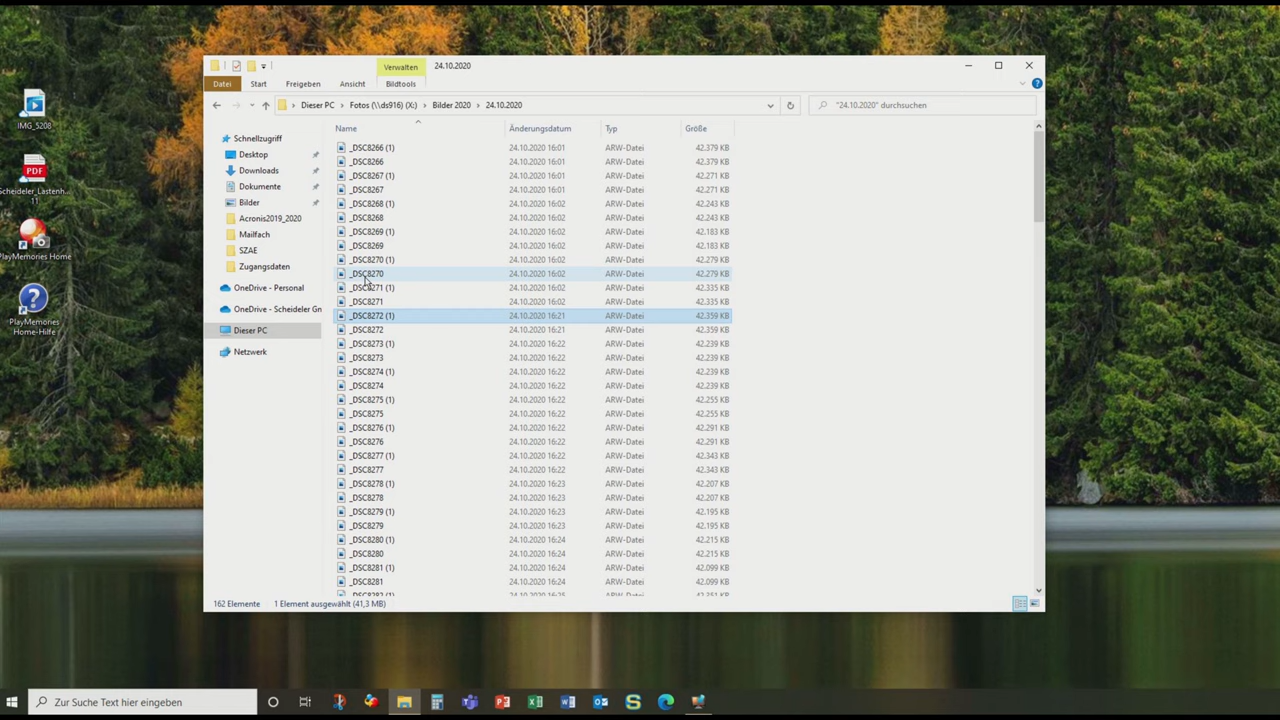 24.10.2020
Verwalten
Datei
Start
Freigeben
Ansicht
Bildtools
Dieser PC
Fotos (\\ds916) (X:)
Bilder 2020
24.10.2020
"24.10.2020" durchsuchen
IMG_5208
PDF
Scheideler_Lastenh...
11
PlayMemories Home
PlayMemories
Home-Hilfe
Schnellzugriff
Desktop
Downloads
Dokumente
Bilder
Acronis2019_2020
Mailfach
SZAE
Zugangsdaten
OneDrive - Personal
OneDrive - Scheideler Gn
Dieser PC
Netzwerk
Name Änderungsdatum Typ Größe
_DSC8266 (1) 24.10.2020 16:01 ARW-Datei 42.379 KB
_DSC8266 24.10.2020 16:01 ARW-Datei 42.379 KB
_DSC8267 (1) 24.10.2020 16:01 ARW-Datei 42.271 KB
_DSC8267 24.10.2020 16:01 ARW-Datei 42.271 KB
_DSC8268 (1) 24.10.2020 16:02 ARW-Datei 42.243 KB
_DSC8268 24.10.2020 16:02 ARW-Datei 42.243 KB
_DSC8269 (1) 24.10.2020 16:02 ARW-Datei 42.183 KB
_DSC8269 24.10.2020 16:02 ARW-Datei 42.183 KB
_DSC8270 (1) 24.10.2020 16:02 ARW-Datei 42.279 KB
_DSC8270 24.10.2020 16:02 ARW-Datei 42.279 KB
_DSC8271 (1) 24.10.2020 16:02 ARW-Datei 42.335 KB
_DSC8271 24.10.2020 16:02 ARW-Datei 42.335 KB
_DSC8272 (1) 24.10.2020 16:21 ARW-Datei 42.359 KB
_DSC8272 24.10.2020 16:21 ARW-Datei 42.359 KB
_DSC8273 (1) 24.10.2020 16:22 ARW-Datei 42.239 KB
_DSC8273 24.10.2020 16:22 ARW-Datei 42.239 KB
_DSC8274 (1) 24.10.2020 16:22 ARW-Datei 42.239 KB
_DSC8274 24.10.2020 16:22 ARW-Datei 42.239 KB
_DSC8275 (1) 24.10.2020 16:22 ARW-Datei 42.255 KB
_DSC8275 24.10.2020 16:22 ARW-Datei 42.255 KB
_DSC8276 (1) 24.10.2020 16:22 ARW-Datei 42.291 KB
_DSC8276 24.10.2020 16:22 ARW-Datei 42.291 KB
_DSC8277 (1) 24.10.2020 16:22 ARW-Datei 42.343 KB
_DSC8277 24.10.2020 16:22 ARW-Datei 42.343 KB
_DSC8278 (1) 24.10.2020 16:23 ARW-Datei 42.207 KB
_DSC8278 24.10.2020 16:23 ARW-Datei 42.207 KB
_DSC8279 (1) 24.10.2020 16:23 ARW-Datei 42.195 KB
_DSC8279 24.10.2020 16:23 ARW-Datei 42.195 KB
_DSC8280 (1) 24.10.2020 16:24 ARW-Datei 42.215 KB
_DSC8280 24.10.2020 16:24 ARW-Datei 42.215 KB
_DSC8281 (1) 24.10.2020 16:24 ARW-Datei 42.099 KB
_DSC8281 24.10.2020 16:24 ARW-Datei 42.099 KB
162 Elemente
1 Element ausgewählt (41,3 MB)
Zur Suche Text hier eingeben